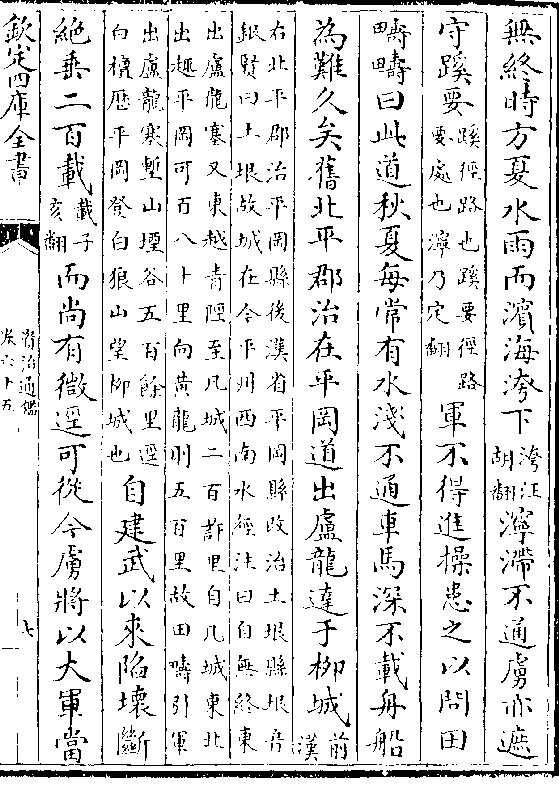 無終時方夏水雨而濱海洿下洿汪胡翻濘滯不通虜亦遮
守蹊要蹊徑路也蹊要徑路要處也濘乃定翻軍不得進操患之以問田
疇疇曰此道秋夏每常有水淺不通車馬深不載舟船
為難久矣舊北平郡治在平岡道出盧龍達于柳城前漢
右北平郡治平岡縣後漢省平岡縣改治土垠縣垠音
銀賢曰土垠故城在今平州西南水經注曰自無終東
出盧龍塞又東越青陘至凡城二百許里自凡城東北
出趣平岡可百八十里向黃龍則五百里故田疇引軍
出盧龍塞塹山堙谷五百餘里逕
白檀歷平岡登白狼山望柳城也自建武以來陷壞斷
絶垂二百載載子亥翻而尚有微逕可從今虜將以大軍當
欽定四庫全書
資治通鑑
卷六十五
七